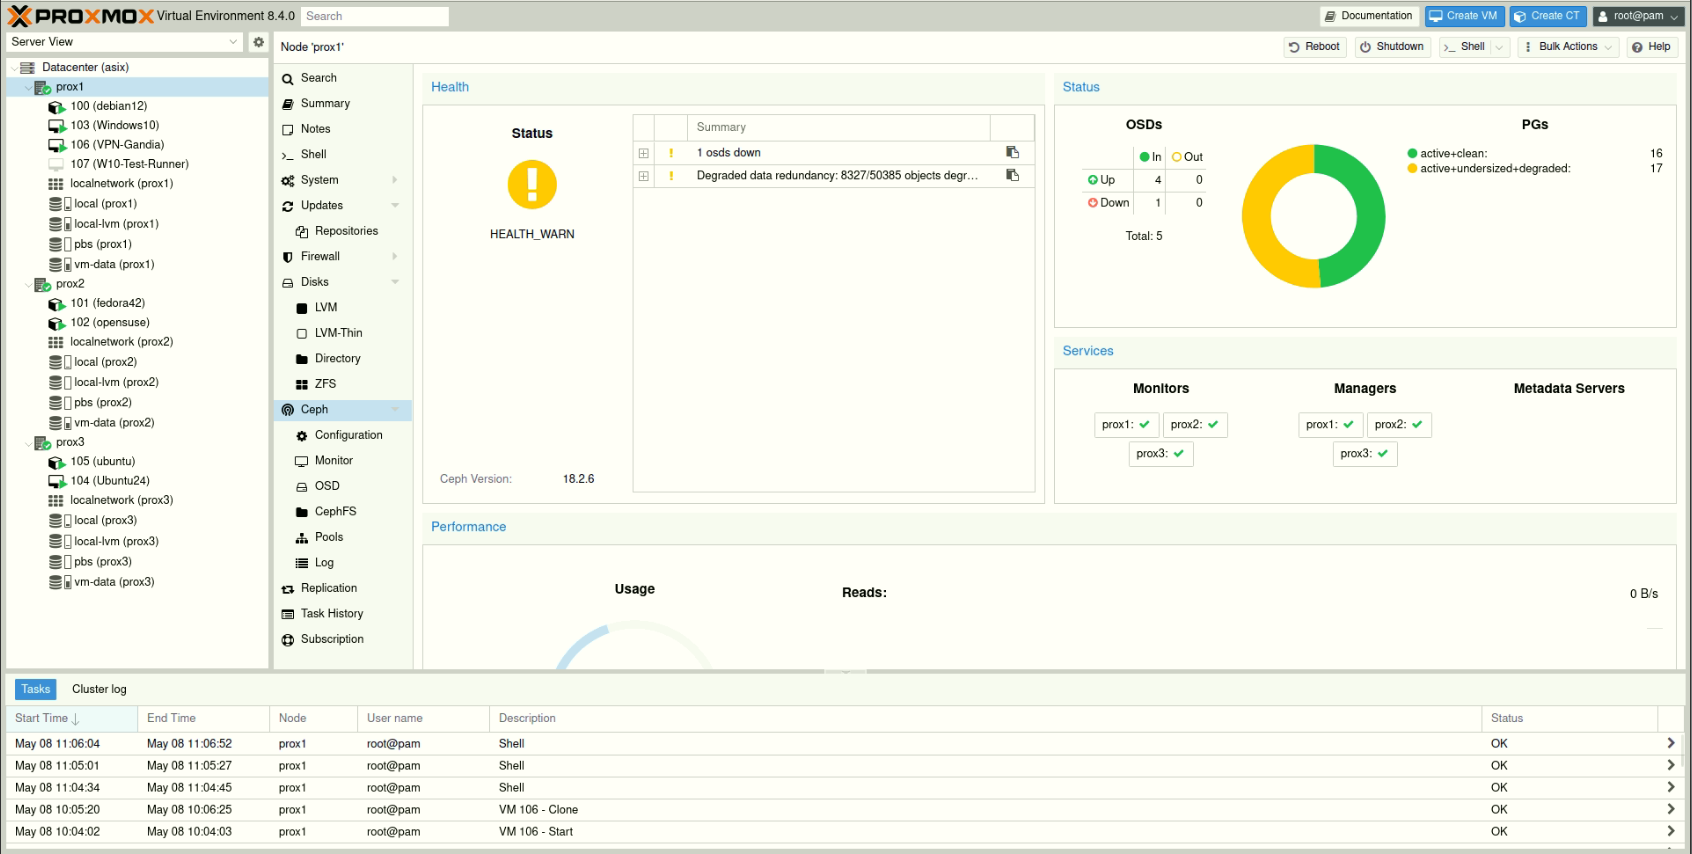 PROXMOX Virtual Environment 8.4.0 Search Documentation Create VM Create CT root@pam
Server View
Datacenter (asix)
prox1
100 (debian12)
103 (Windows10)
106 (VPN-Gandia)
107 (W10-Test-Runner)
localnetwork (prox1)
local (prox1)
local-lvm (prox1)
pbs (prox1)
vm-data (prox1)
prox2
101 (fedora42)
102 (opensuse)
localnetwork (prox2)
local (prox2)
local-lvm (prox2)
pbs (prox2)
vm-data (prox2)
prox3
105 (ubuntu)
104 (Ubuntu24)
localnetwork (prox3)
local (prox3)
local-lvm (prox3)
pbs (prox3)
vm-data (prox3)
Node 'prox1' Reboot Shutdown >_ Shell Bulk Actions Help
Search
Summary
Notes
>_ Shell
System
Updates
Repositories
Firewall
Disks
LVM
LVM-Thin
Directory
ZFS
Ceph
Configuration
Monitor
OSD
CephFS
Pools
Log
Replication
Task History
Subscription
Health
Status
HEALTH_WARN
Ceph Version: 18.2.6
Summary
1 osds down
Degraded data redundancy: 8327/50385 objects degr...
Status
OSDs
In Out
Up 4 0
Down 1 0
Total: 5
PGs
active+clean: 16
active+undersized+degraded: 17
Services
Monitors Managers Metadata Servers
prox1: prox2: prox1: prox2:
prox3: prox3:
Performance
Usage Reads: 0 B/s
Tasks Cluster log
Start Time End Time Node User name Description Status
May 08 11:06:04 May 08 11:06:52 prox1 root@pam Shell OK
May 08 11:05:01 May 08 11:05:27 prox1 root@pam Shell OK
May 08 11:04:34 May 08 11:04:45 prox1 root@pam Shell OK
May 08 10:05:20 May 08 10:06:25 prox1 root@pam VM 106 - Clone OK
May 08 10:04:02 May 08 10:04:03 prox1 root@pam VM 106 - Start OK